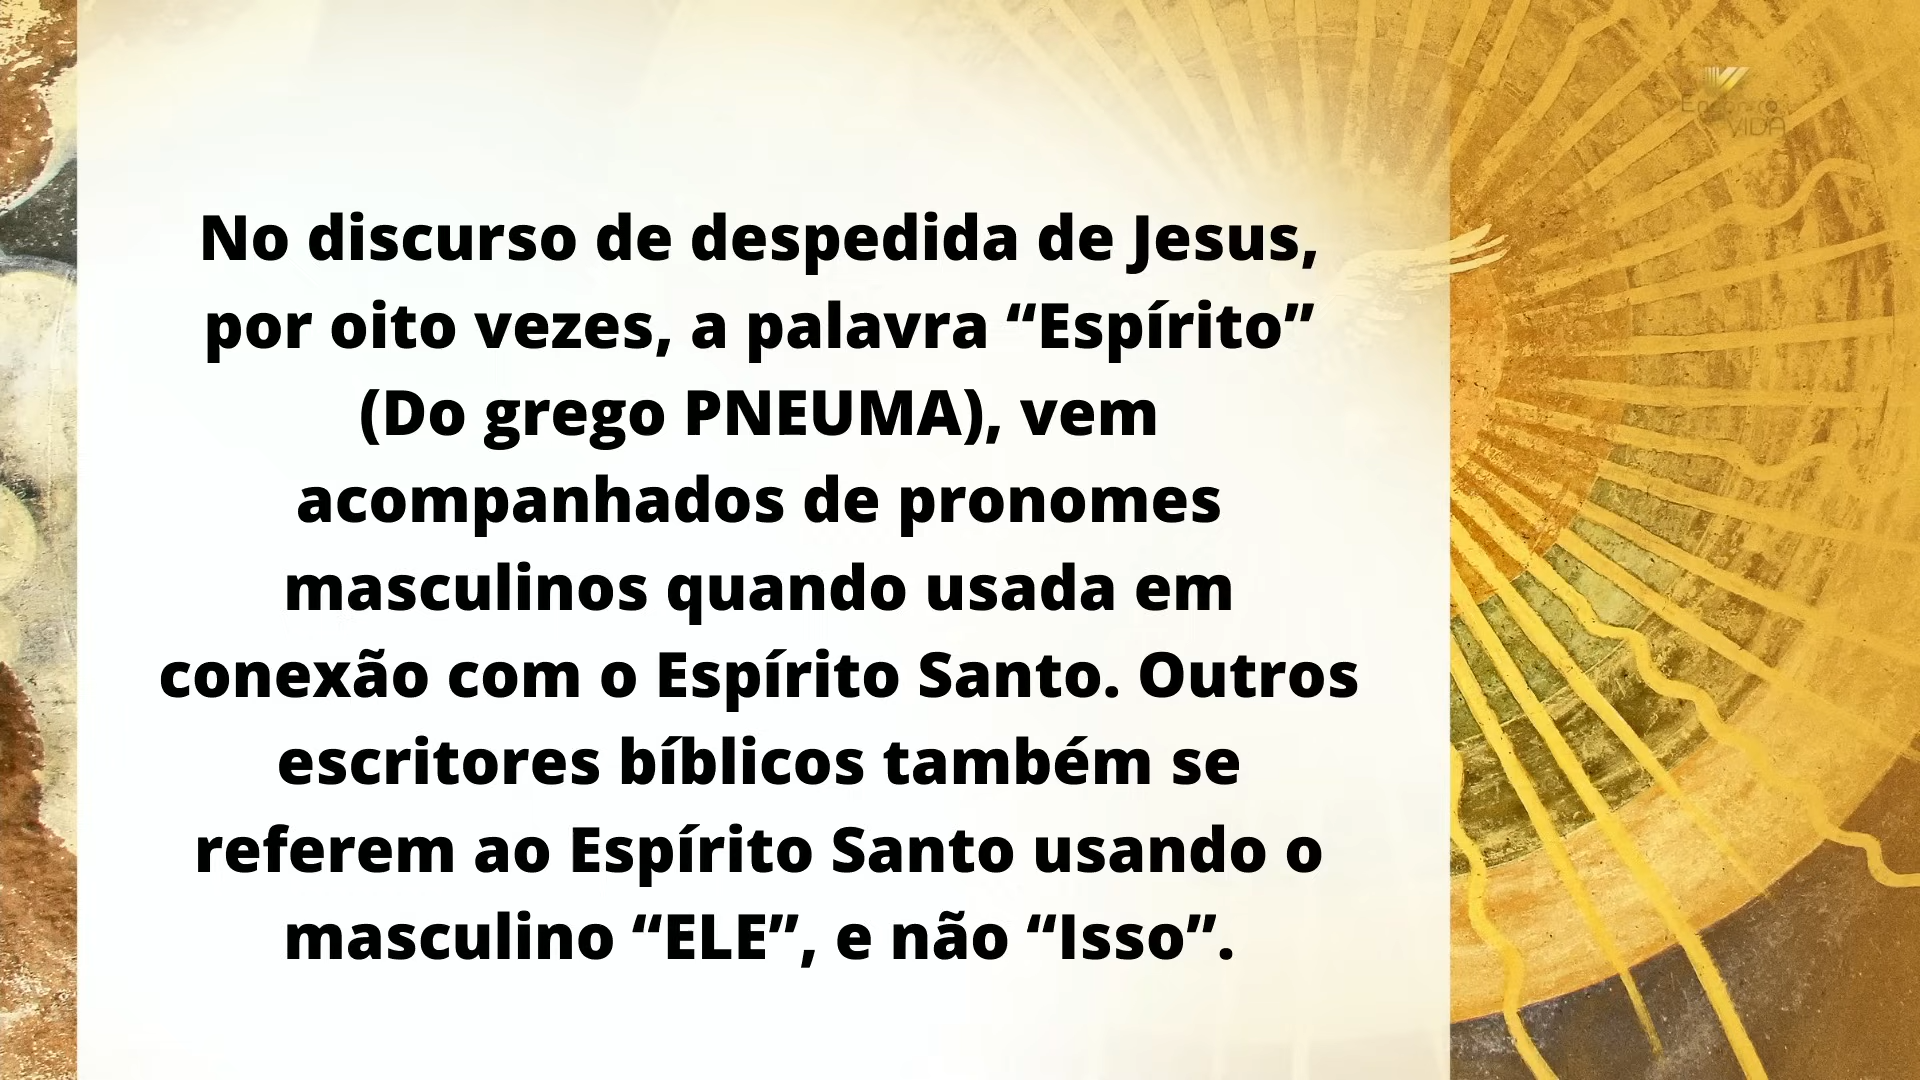 Encontro
VIDA
No discurso de despedida de Jesus,
por oito vezes, a palavra “Espírito”
(Do grego PNEUMA), vem
acompanhados de pronomes
masculinos quando usada em
conexão com o Espírito Santo. Outros
escritores bíblicos também se
referem ao Espírito Santo usando o
masculino “ELE”, e não “Isso”.